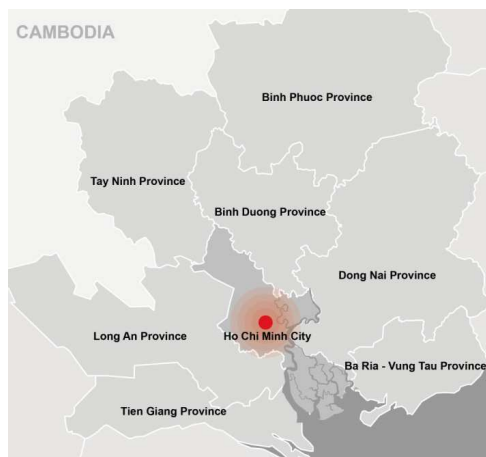 CAMBODIA
Binh Phuoc Province
Tay Ninh Province
Binh Duong Province
Dong Nai Province
Long An Province
Ho Chi Minh City
Ba Ria - Vung Tau Province
Tien Giang Province